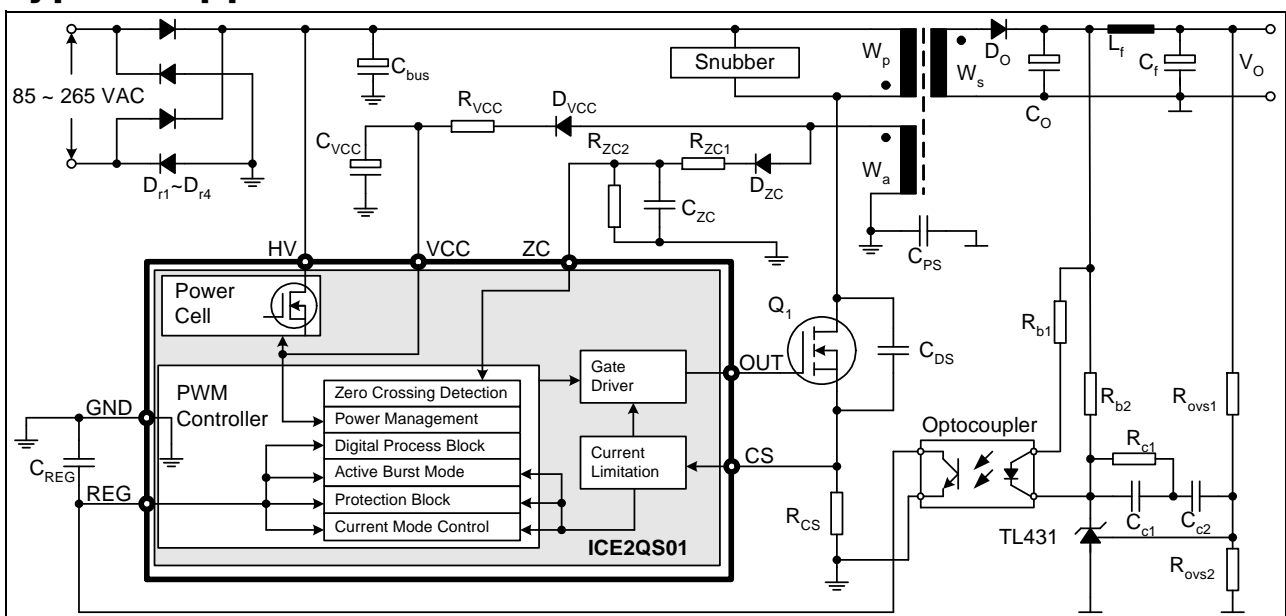 85 ~ 265 VAC
D_r1~D_r4
C_bus
Snubber
W_p
W_s
D_O
C_O
L_f
C_f
V_O
C_VCC
R_VCC
D_VCC
R_ZC2
R_ZC1
D_ZC
C_ZC
W_a
C_PS
HV
VCC
ZC
Power
Cell
Q_1
C_DS
R_b1
R_b2
R_ovs1
GND
C_REG
REG
PWM
Controller
Zero Crossing Detection
Power Management
Digital Process Block
Active Burst Mode
Protection Block
Current Mode Control
Gate
Driver
Current
Limitation
OUT
CS
ICE2QS01
R_CS
Optocoupler
R_c1
C_c1
C_c2
TL431
R_ovs2